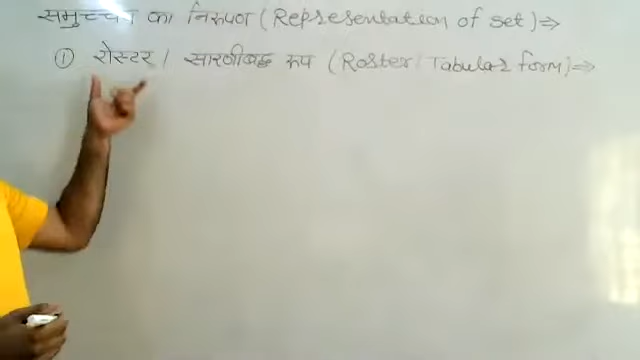 समुच्चय का निरूपण (Representation of set) ⇒
① रोस्टर / सारणीबद्ध रूप (Roster / Tabular form) ⇒